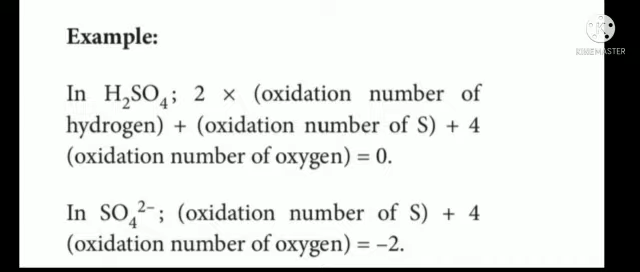 Example:
In H₂SO₄; 2 × (oxidation number of
hydrogen) + (oxidation number of S) + 4
(oxidation number of oxygen) = 0.
In SO₄²⁻; (oxidation number of S) + 4
(oxidation number of oxygen) = –2.
KINEMASTER